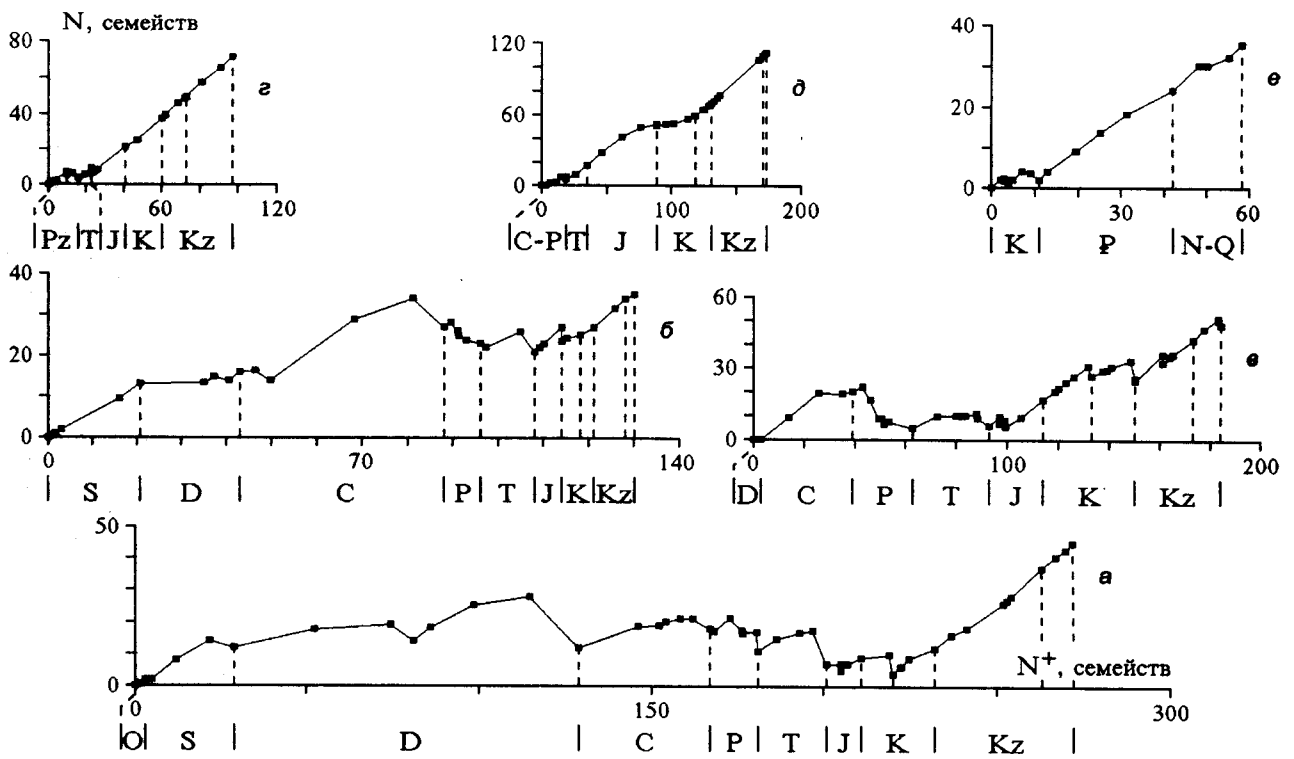 N, семейств
80
40
0
0 60 120
Pz T J K Kz
г
120
60
0
0 100 200
C-P T J K Kz
д
40
20
0
0 30 60
K P N-Q
е
40
20
0
0 70 140
S D C P T J K Kz
б
60
30
0
0 100 200
D C P T J K Kz
в
50
0
0 150 300
N+, семейств
O S D C P T J K Kz
а